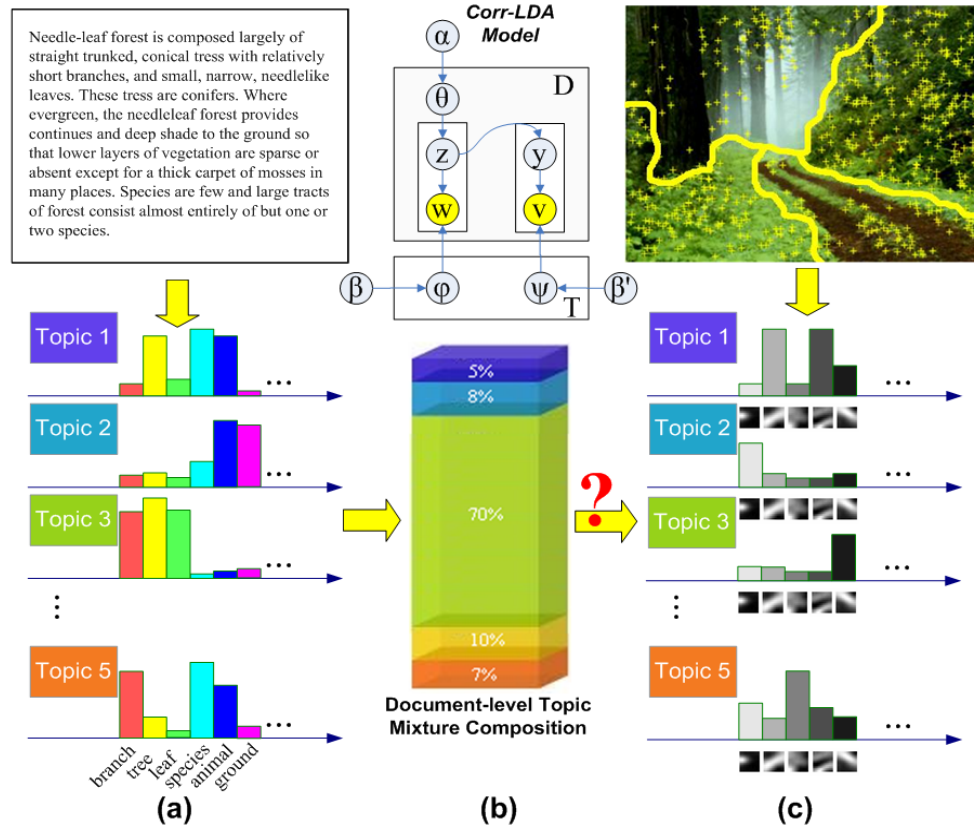 Needle-leaf forest is composed largely of
straight trunked, conical tress with relatively
short branches, and small, narrow, needlelike
leaves. These tress are conifers. Where
evergreen, the needleleaf forest provides
continues and deep shade to the ground so
that lower layers of vegetation are sparse or
absent except for a thick carpet of mosses in
many places. Species are few and large tracts
of forest consist almost entirely of but one or
two species.
Topic 1
...
Topic 2
...
Topic 3
...
...
Topic 5
...
branch
tree
leaf
species
animal
ground
(a)
Corr-LDA
Model
α
D
θ
z
y
w
v
β
φ
ψ
β'
T
5%
8%
70%
10%
7%
Document-level Topic
Mixture Composition
(b)
?
Topic 1
...
Topic 2
...
Topic 3
...
...
Topic 5
...
(c)